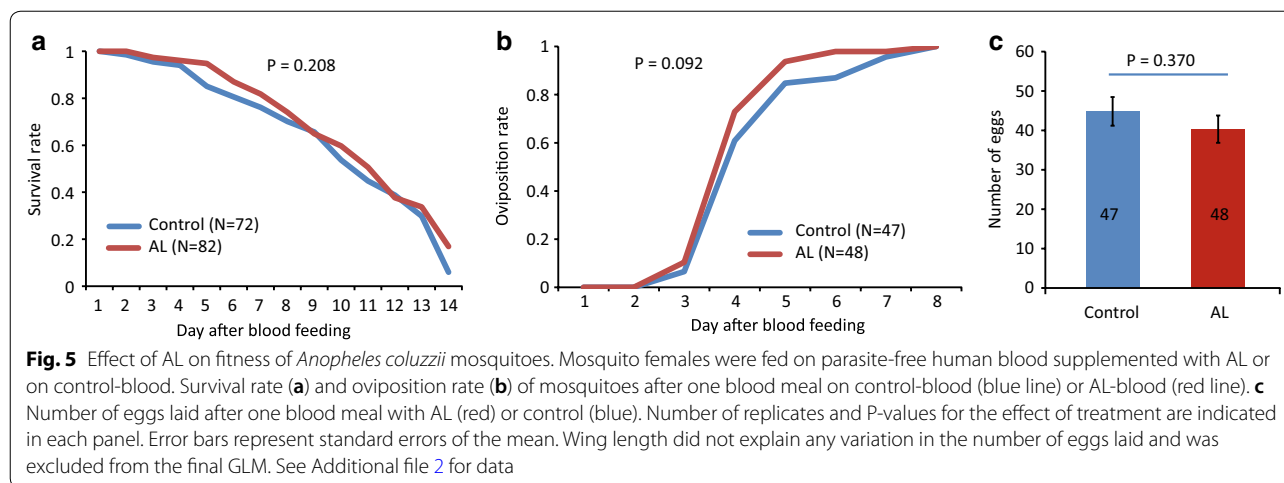 a
P = 0.208
Survival rate
1
0.8
0.6
0.4
0.2
0
Control (N=72)
AL (N=82)
1 2 3 4 5 6 7 8 9 10 11 12 13 14
Day after blood feeding
b
P = 0.092
Oviposition rate
1
0.8
0.6
0.4
0.2
0
Control (N=47)
AL (N=48)
1 2 3 4 5 6 7 8
Day after blood feeding
c
P = 0.370
Number of eggs
60
50
40
30
20
10
0
47
48
Control AL
Fig. 5 Effect of AL on fitness of Anopheles coluzzii mosquitoes. Mosquito females were fed on parasite-free human blood supplemented with AL or
on control-blood. Survival rate (a) and oviposition rate (b) of mosquitoes after one blood meal on control-blood (blue line) or AL-blood (red line). c
Number of eggs laid after one blood meal with AL (red) or control (blue). Number of replicates and P-values for the effect of treatment are indicated
in each panel. Error bars represent standard errors of the mean. Wing length did not explain any variation in the number of eggs laid and was
excluded from the final GLM. See Additional file 2 for data